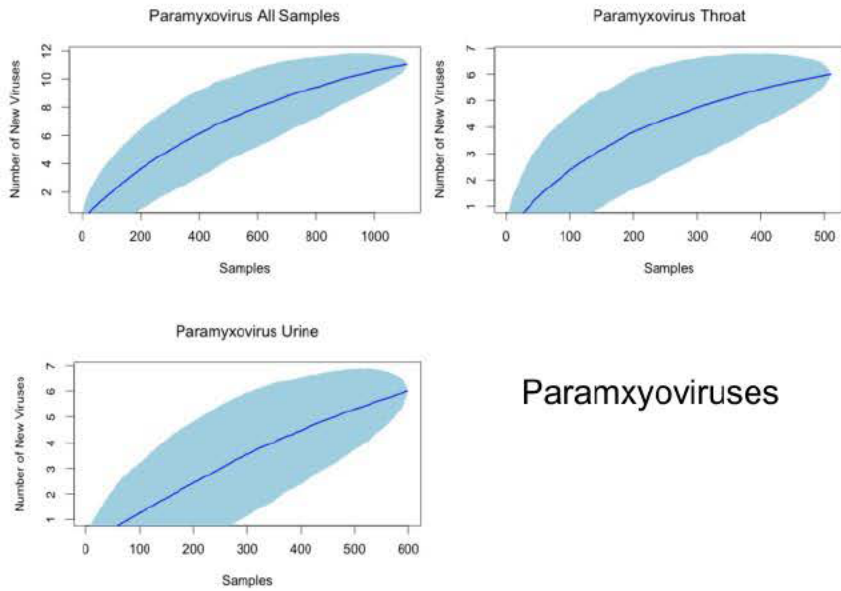 Paramyxovirus All Samples
Number of New Viruses
12
10
8
6
4
2
0 200 400 600 800 1000
Samples
Paramyxovirus Throat
Number of New Viruses
7
6
5
4
3
2
1
0 100 200 300 400 500
Samples
Paramyxovirus Urine
Number of New Viruses
7
6
5
4
3
2
1
0 100 200 300 400 500 600
Samples
Paramxyoviruses